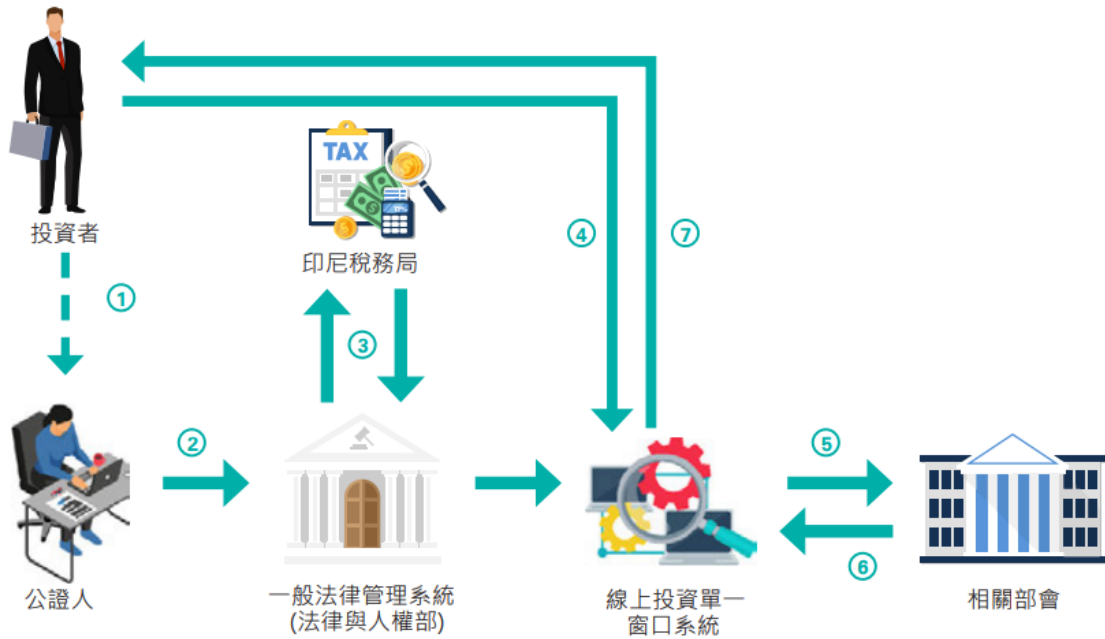 TAX
投資者
印尼稅務局
①
②
③
④
⑦
⑤
⑥
公證人
一般法律管理系統
(法律與人權部)
線上投資單一
窗口系統
相關部會